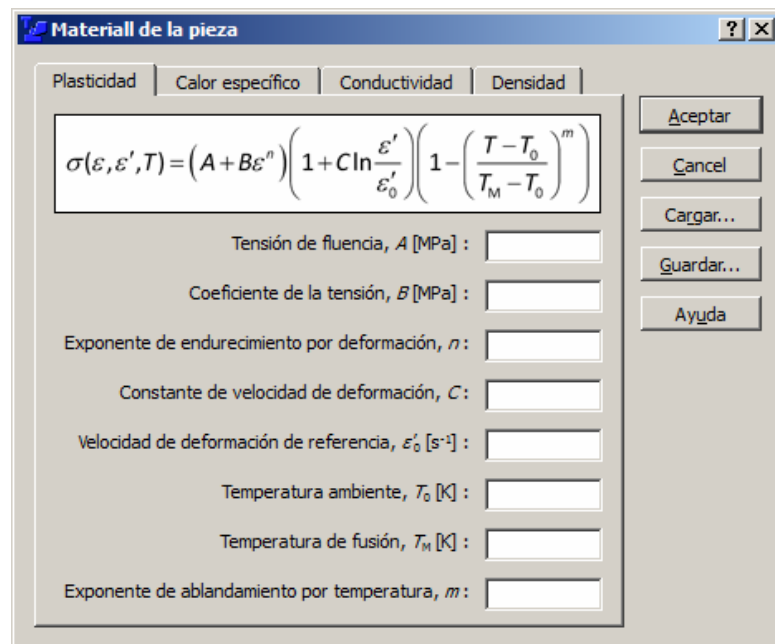 Materiall de la pieza
Plasticidad Calor específico Conductividad Densidad
σ(ε,ε′,T)=(A+Bεⁿ)(1+C ln ε′/ε′₀)(1−((T−T₀)/(T_M−T₀))^m)
Tensión de fluencia, A [MPa] :
Coeficiente de la tensión, B [MPa] :
Exponente de endurecimiento por deformación, n :
Constante de velocidad de deformación, C :
Velocidad de deformación de referencia, ε′₀ [s⁻¹] :
Temperatura ambiente, T₀ [K] :
Temperatura de fusión, T_M [K] :
Exponente de ablandamiento por temperatura, m :
Aceptar
Cancel
Cargar...
Guardar...
Ayuda